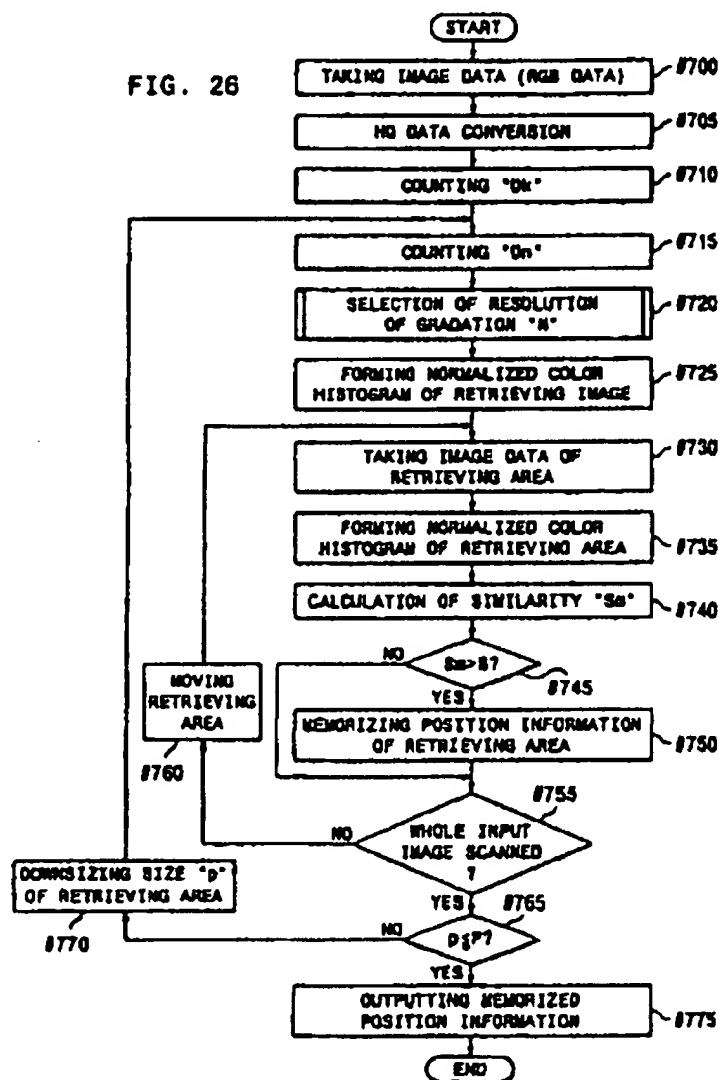 FIG. 26
START
TAKING IMAGE DATA (RGB DATA)
#700
HQ DATA CONVERSION
#705
COUNTING "Dk"
#710
COUNTING "Dn"
#715
SELECTION OF RESOLUTION
OF GRADATION "N"
#720
FORMING NORMALIZED COLOR
HISTOGRAM OF RETRIEVING IMAGE
#725
TAKING IMAGE DATA OF
RETRIEVING AREA
#730
FORMING NORMALIZED COLOR
HISTOGRAM OF RETRIEVING AREA
#735
CALCULATION OF SIMILARITY "Sm"
#740
Sm>S?
#745
NO
YES
MEMORIZING POSITION INFORMATION
OF RETRIEVING AREA
#750
MOVING
RETRIEVING
AREA
#760
WHOLE INPUT
IMAGE SCANNED
?
#755
NO
YES
DOWNSIZING SIZE "p"
OF RETRIEVING AREA
#770
p≤P?
#765
NO
YES
OUTPUTTING MEMORIZED
POSITION INFORMATION
#775
END